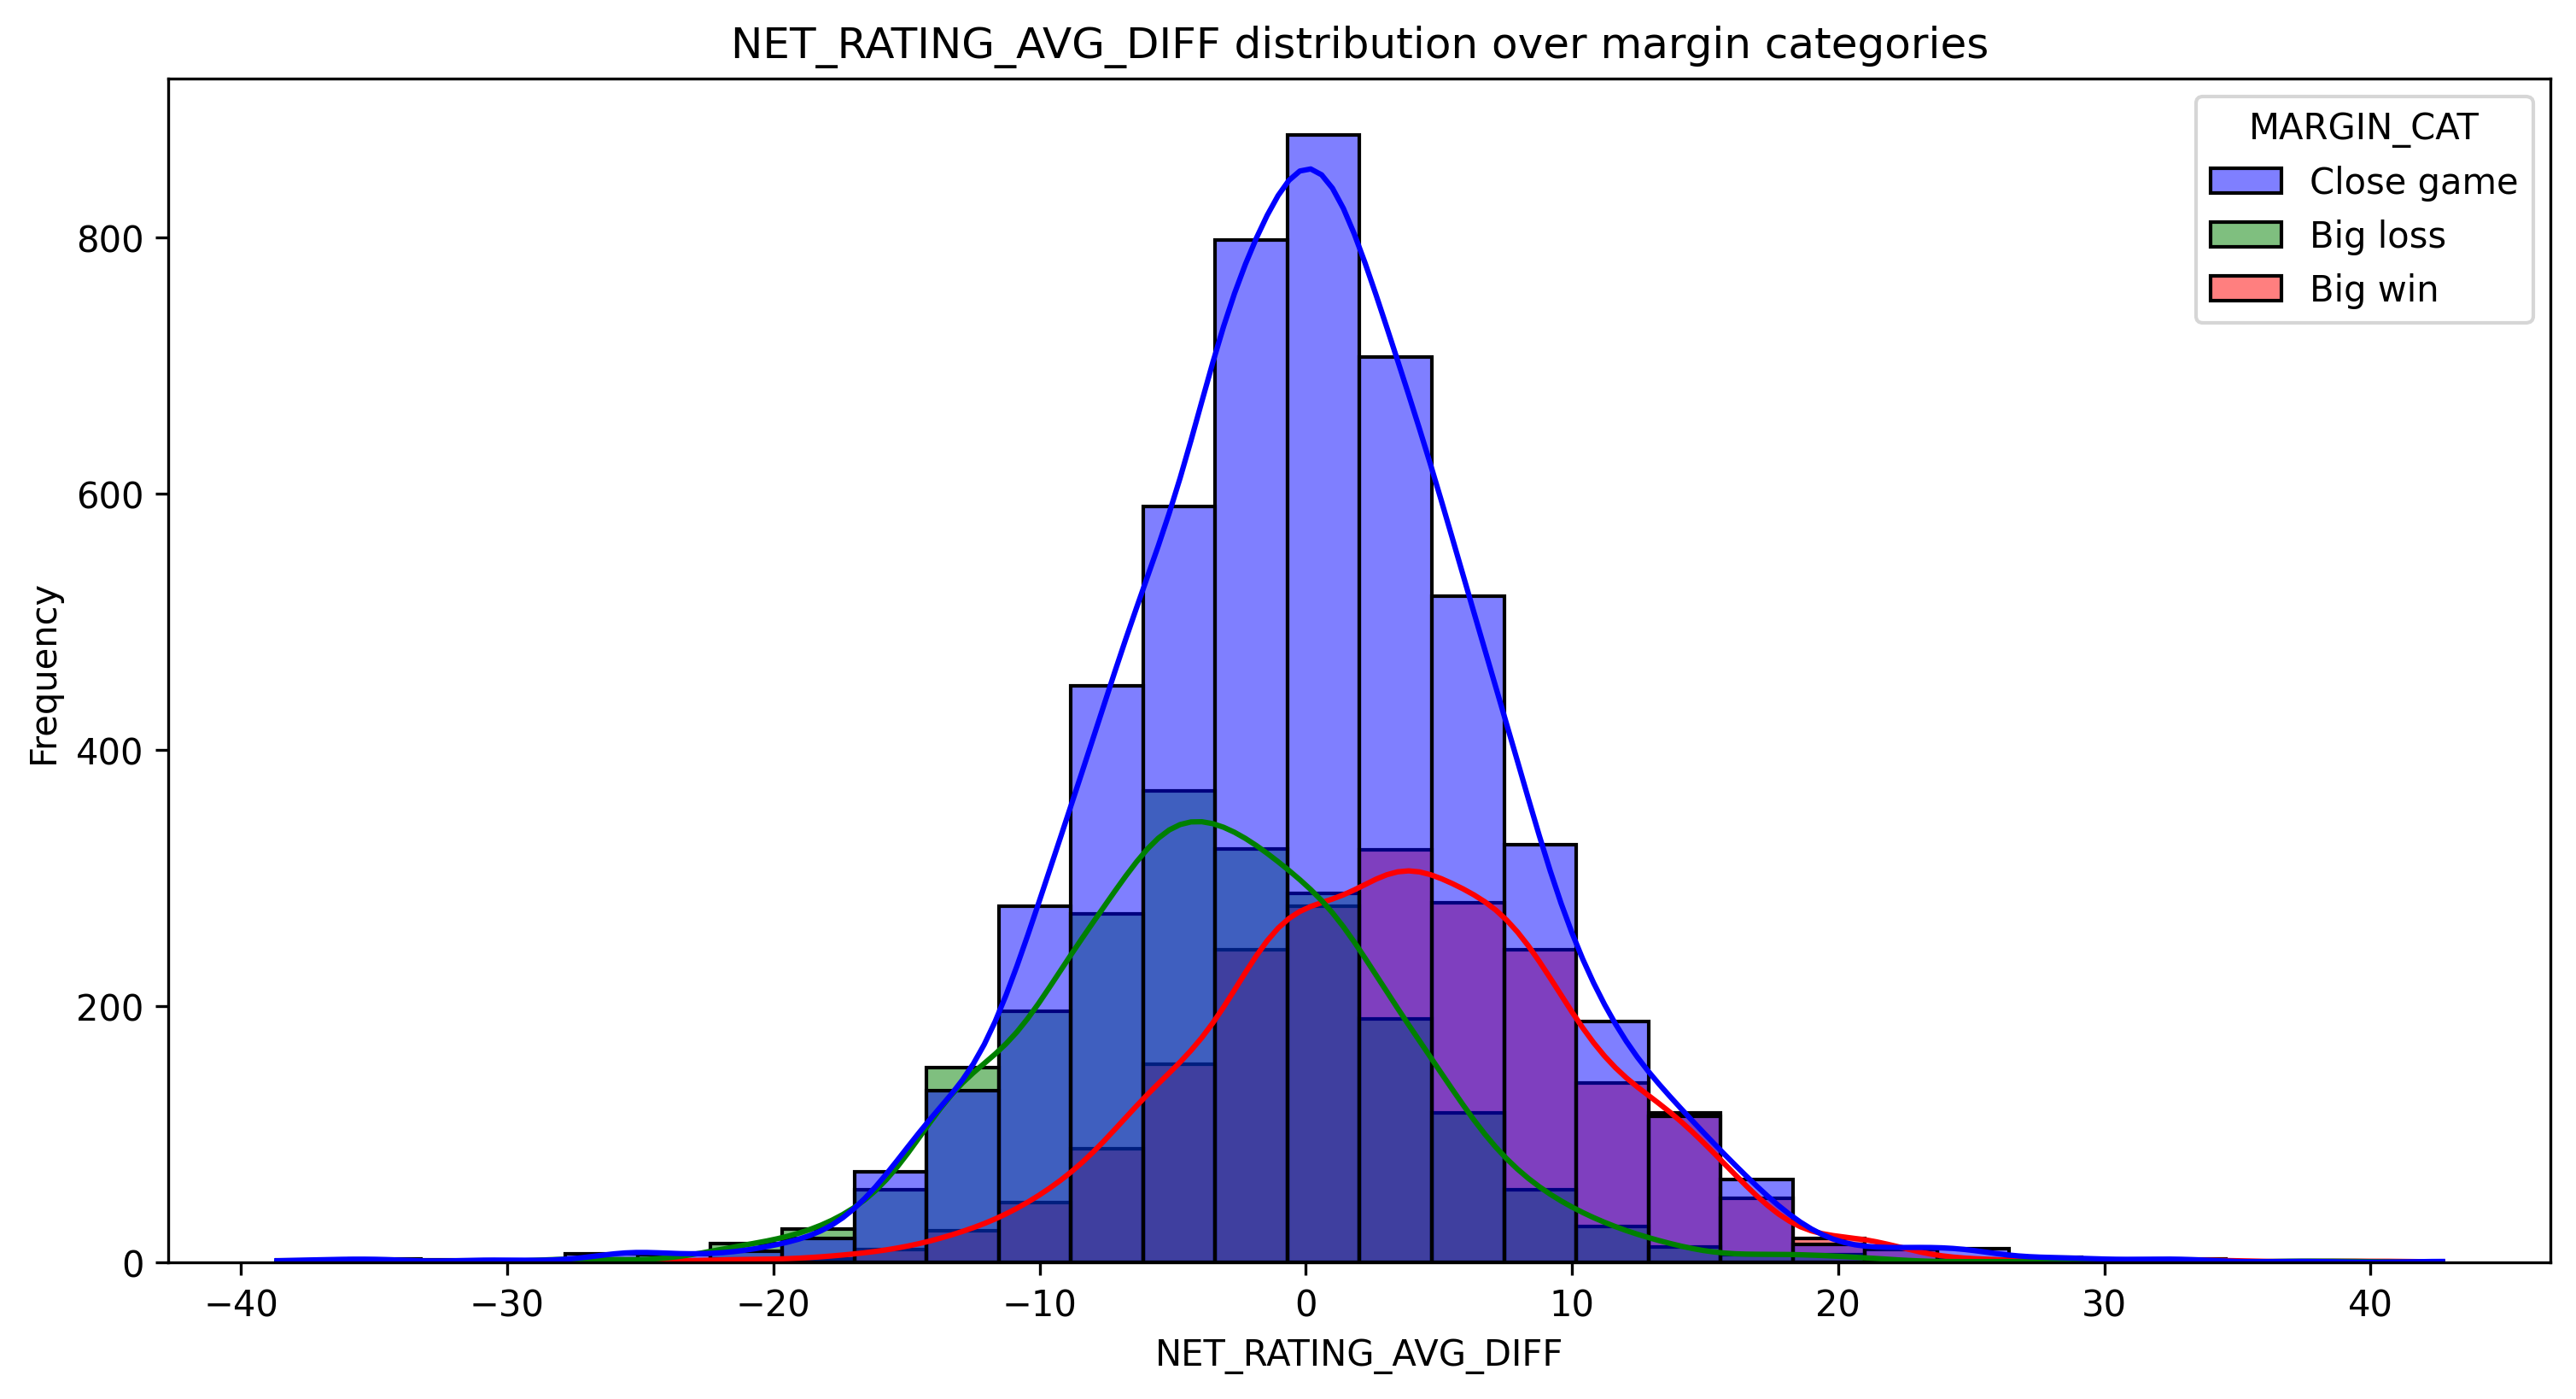 NET_RATING_AVG_DIFF distribution over margin categories
MARGIN_CAT
Close game
Big loss
Big win
Frequency
800
600
400
200
0
−40 −30 −20 −10 0 10 20 30 40
NET_RATING_AVG_DIFF